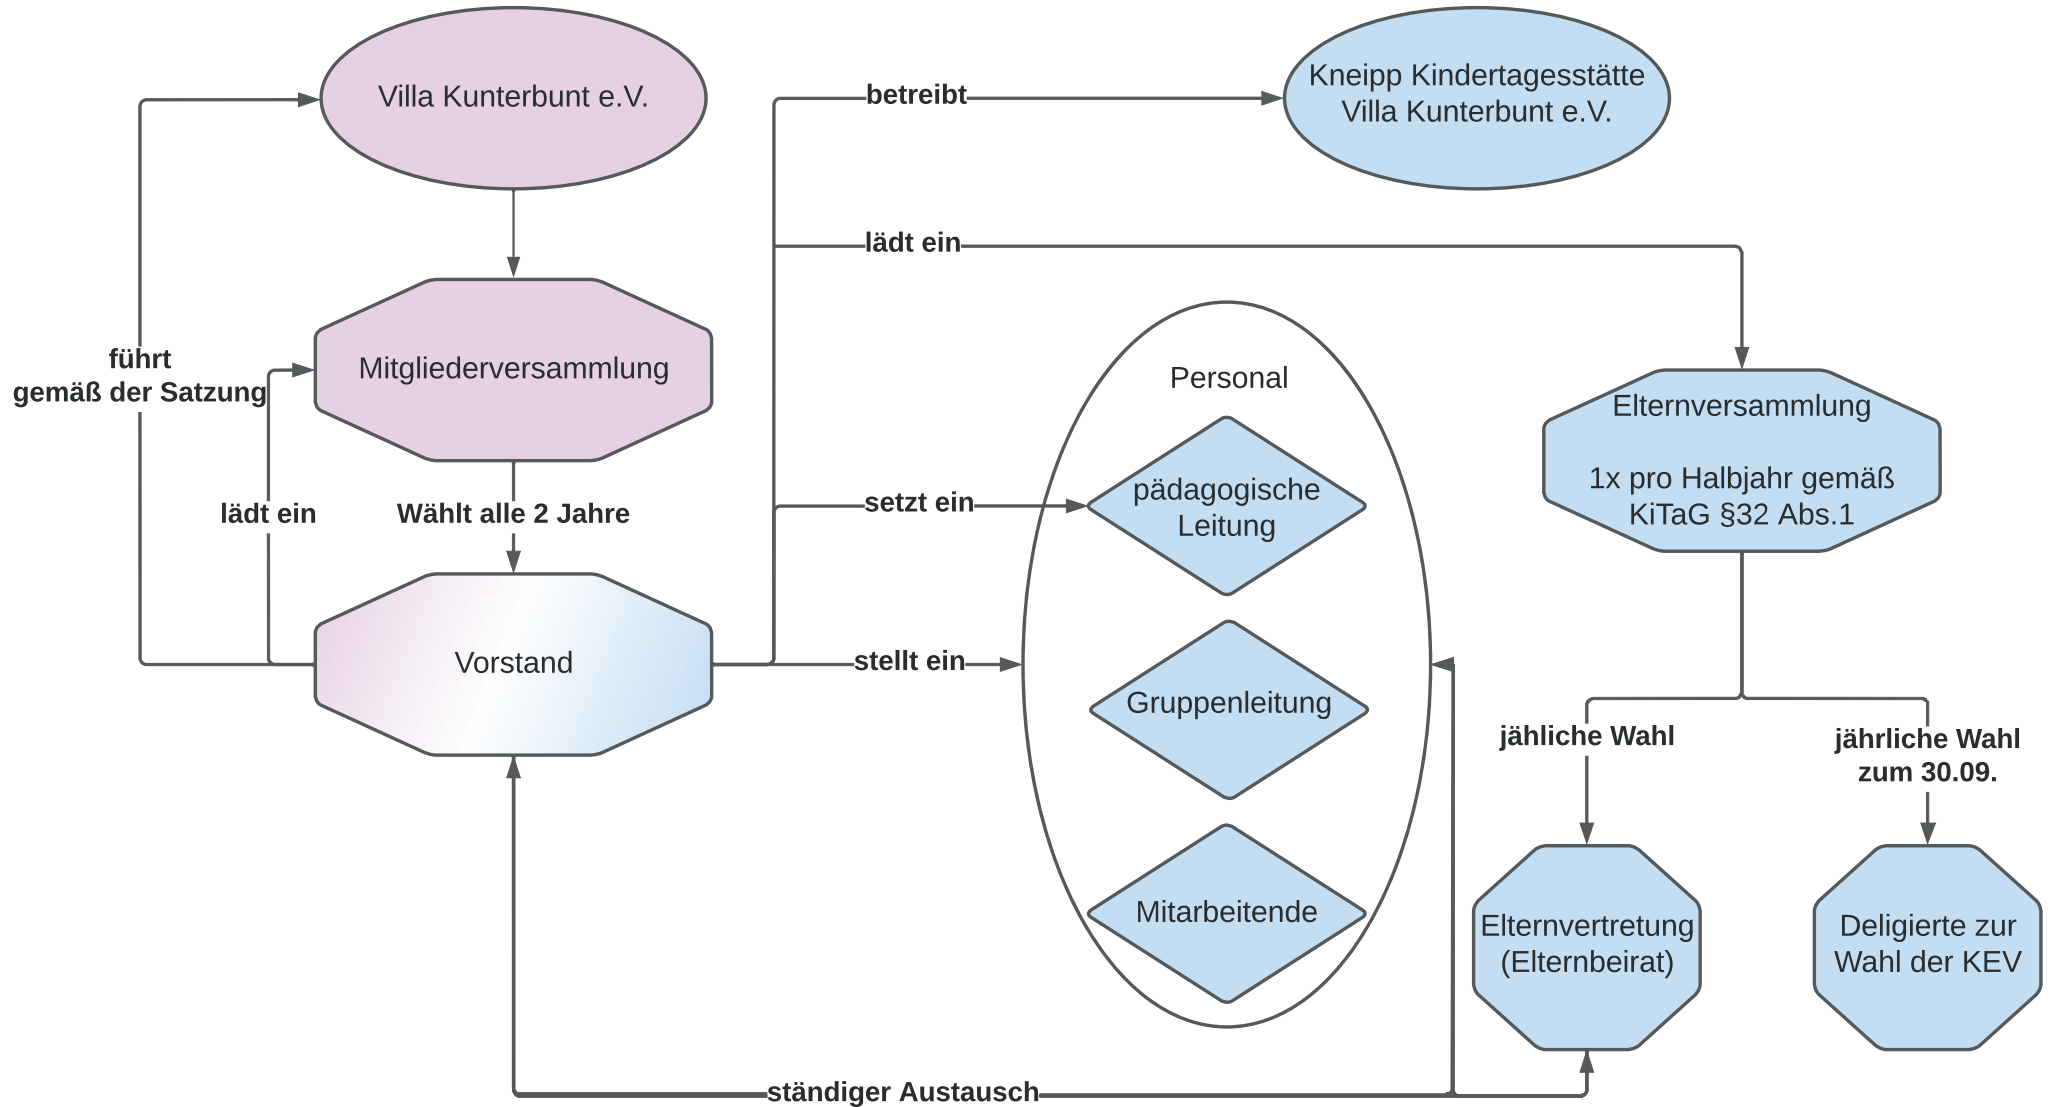 Villa Kunterbunt e.V.
betreibt
Kneipp Kindertagesstätte
Villa Kunterbunt e.V.
lädt ein
führt
gemäß der Satzung
Mitgliederversammlung
Personal
Elternversammlung
1x pro Halbjahr gemäß
KiTaG §32 Abs.1
lädt ein
Wählt alle 2 Jahre
setzt ein
pädagogische
Leitung
Vorstand
stellt ein
Gruppenleitung
jähliche Wahl
jährliche Wahl
zum 30.09.
Mitarbeitende
Elternvertretung
(Elternbeirat)
Deligierte zur
Wahl der KEV
ständiger Austausch